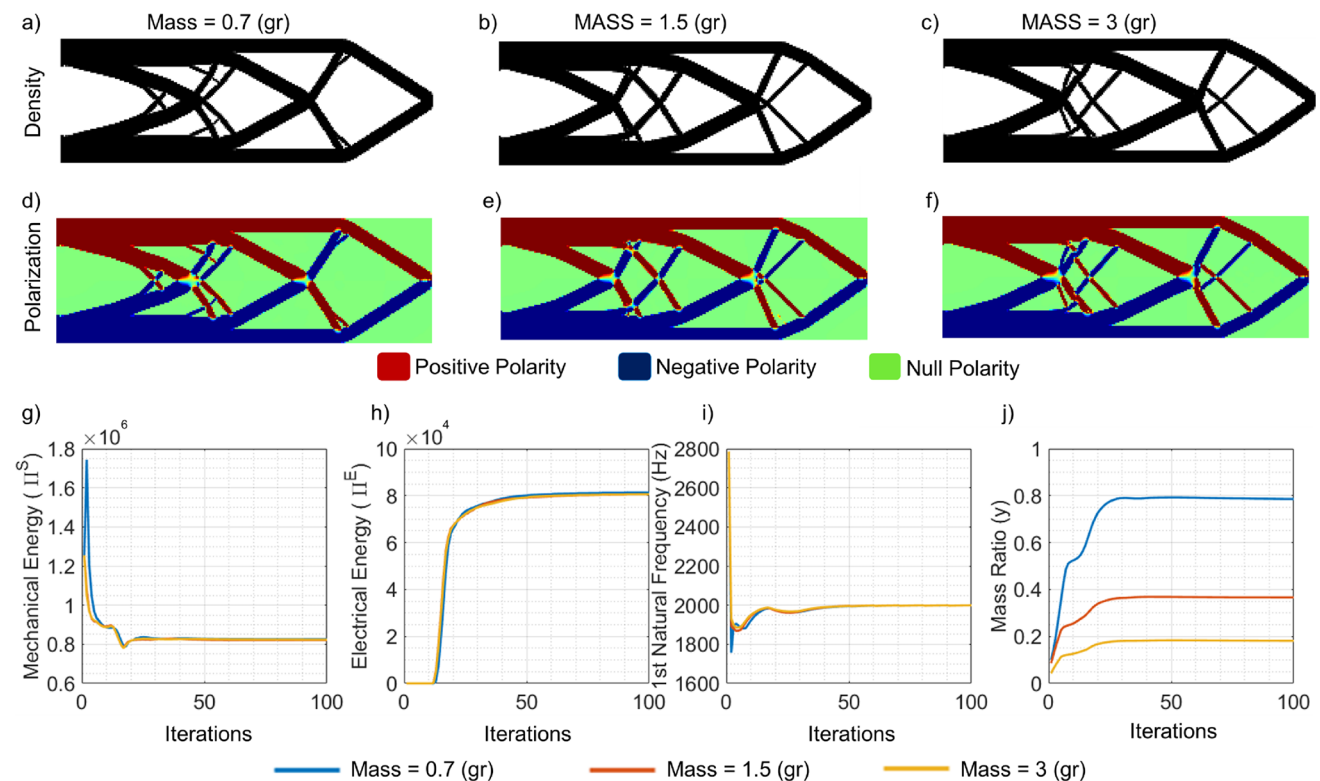 a) Mass = 0.7 (gr) b) MASS = 1.5 (gr) c) MASS = 3 (gr)
Density
d) e) f)
Polarization
Positive Polarity Negative Polarity Null Polarity
g) h) i) j)
×10⁶
1.8
1.6
1.4
1.2
1
0.8
0.6
0 50 100
Mechanical Energy ( ΙΙˢ)
Iterations
×10⁴
10
8
6
4
2
0
0 50 100
Electrical Energy ( ΙΙᴱ)
Iterations
2800
2600
2400
2200
2000
1800
1600
0 50 100
1st Natural Frequency (Hz)
Iterations
1
0.8
0.6
0.4
0.2
0
0 50 100
Mass Ratio (y)
Iterations
Mass = 0.7 (gr) Mass = 1.5 (gr) Mass = 3 (gr)